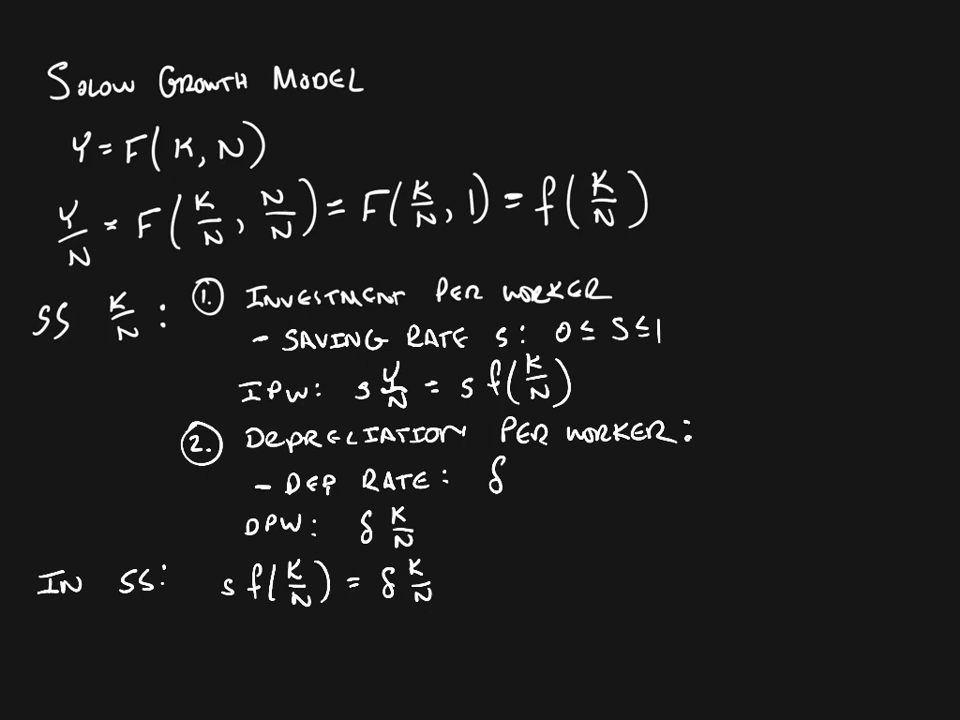 SOLOW GROWTH MODEL
Y = F(K, N)
Y/N = F(K/N, N/N) = F(K/N, 1) = f(K/N)
SS K/N: ① INVESTMENT PER WORKER
- SAVING RATE s: 0 ≤ S ≤ 1
IPW: s Y/N = s f(K/N)
② DEPRECIATION PER WORKER:
- DEP RATE: δ
DPW: δ K/N
IN SS: s f(K/N) = δ K/N